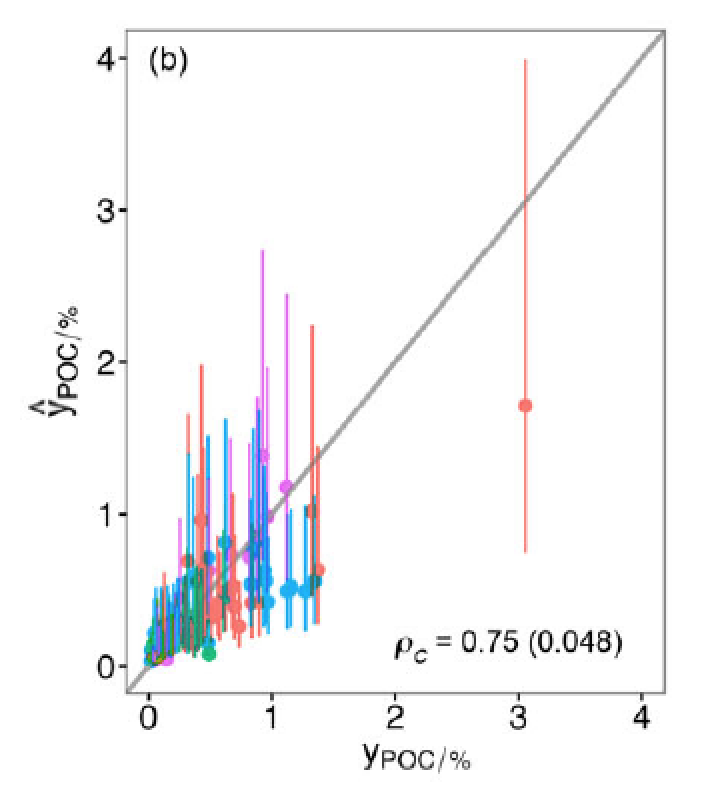 (b)
4
3
2
1
0
ŷPOC/%
ρc = 0.75 (0.048)
0 1 2 3 4
yPOC/%